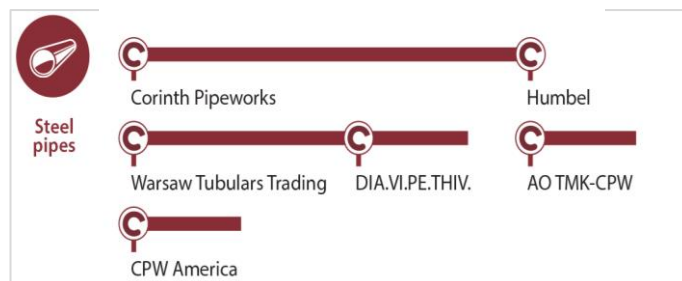 Corinth Pipeworks
Humbel
Steel
pipes
Warsaw Tubulars Trading
DIA.VI.PE.THIV.
AO TMK-CPW
CPW America